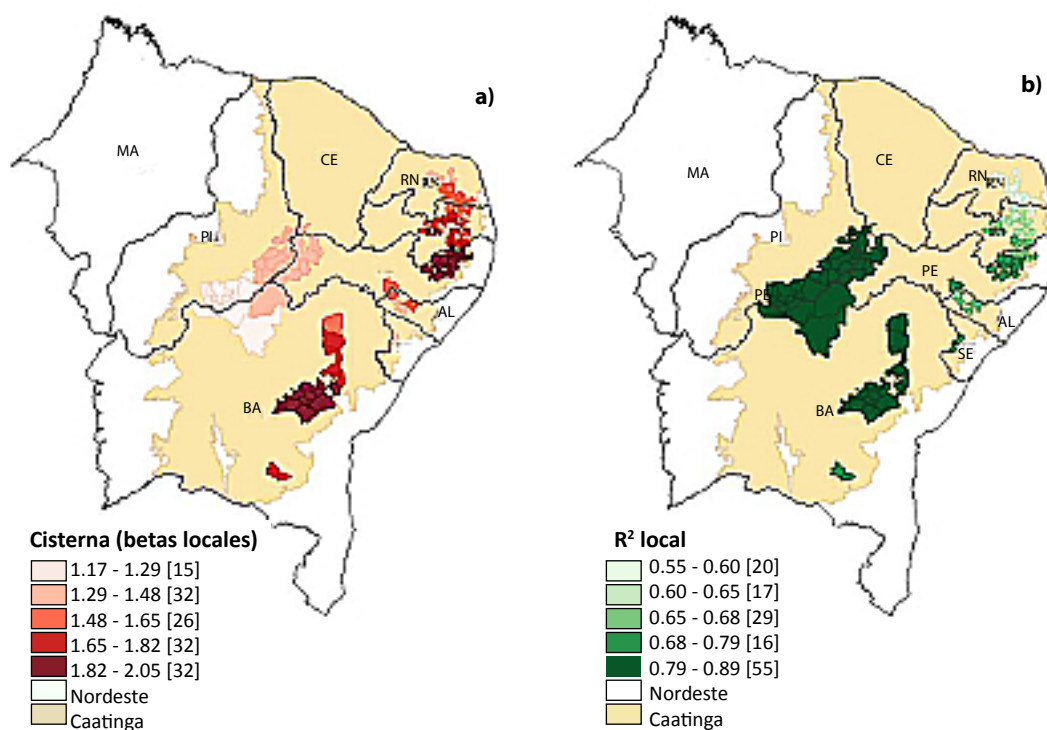 a)
MA
CE
RN
PI
AL
BA
Cisterna (betas locales)
1.17 - 1.29 [15]
1.29 - 1.48 [32]
1.48 - 1.65 [26]
1.65 - 1.82 [32]
1.82 - 2.05 [32]
Nordeste
Caatinga
b)
MA
CE
RN
PI
PE
PE
AL
SE
BA
R² local
0.55 - 0.60 [20]
0.60 - 0.65 [17]
0.65 - 0.68 [29]
0.68 - 0.79 [16]
0.79 - 0.89 [55]
Nordeste
Caatinga